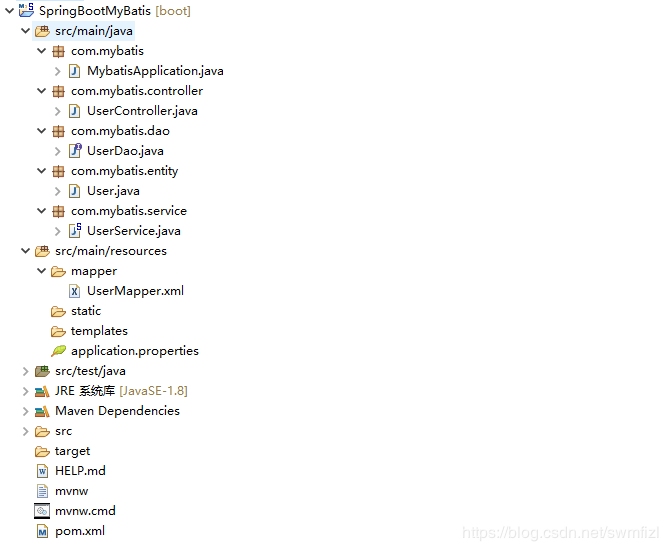 SpringBootMyBatis [boot]
src/main/java
com.mybatis
MybatisApplication.java
com.mybatis.controller
UserController.java
com.mybatis.dao
UserDao.java
com.mybatis.entity
User.java
com.mybatis.service
UserService.java
src/main/resources
mapper
UserMapper.xml
static
templates
application.properties
src/test/java
JRE 系统库 [JavaSE-1.8]
Maven Dependencies
src
target
HELP.md
mvnw
mvnw.cmd
pom.xml
https://blog.csdn.net/swmiizl